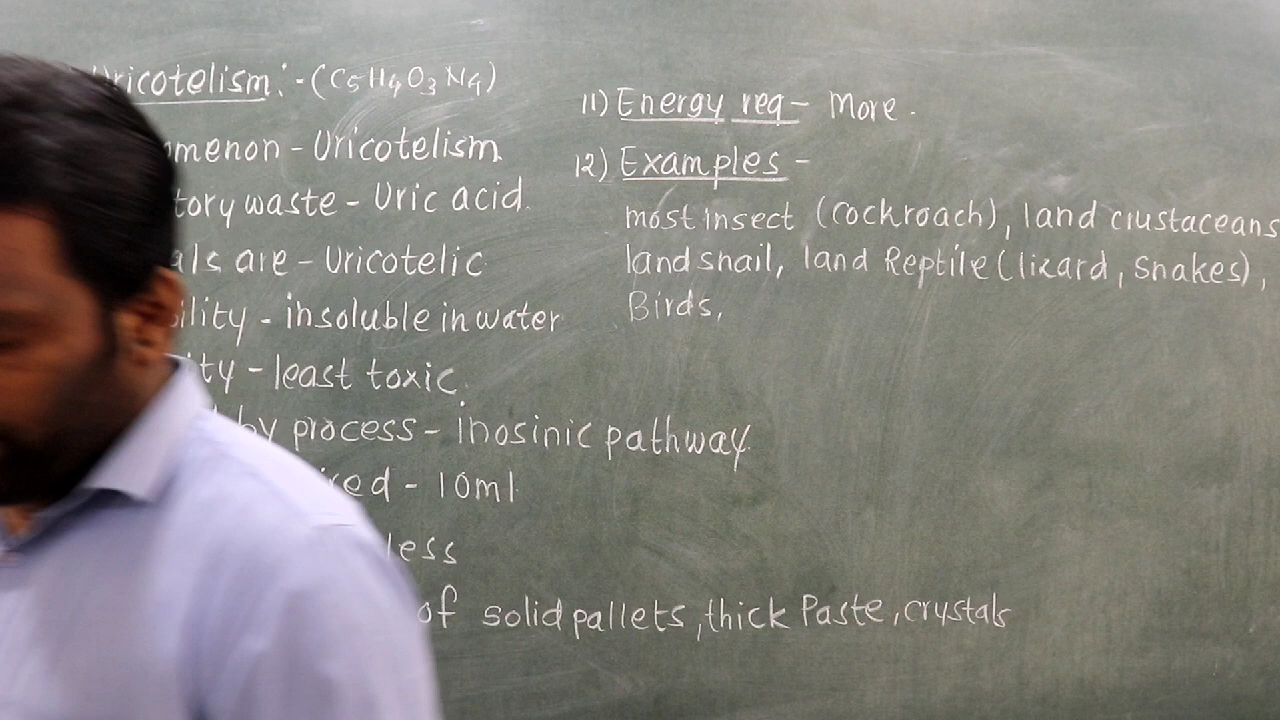 Uricotelism :- (C5H4O3N4)
menon - Uricotelism
tory waste - Uric acid.
als are - Uricotelic
ility - insoluble in water
ty - least toxic.
by process - inosinic pathway
red - 10ml
less
of solid pallets, thick Paste, crystals
11) Energy req - More.
12) Examples -
most insect (cockroach), land crustaceans
land snail, land Reptile (lizard, snakes),
Birds,